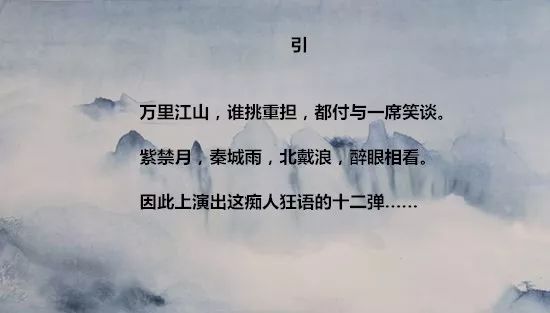 引
万里江山，谁挑重担，都付与一席笑谈。
紫禁月，秦城雨，北戴浪，醉眼相看。
因此上演出这痴人狂语的十二弹……